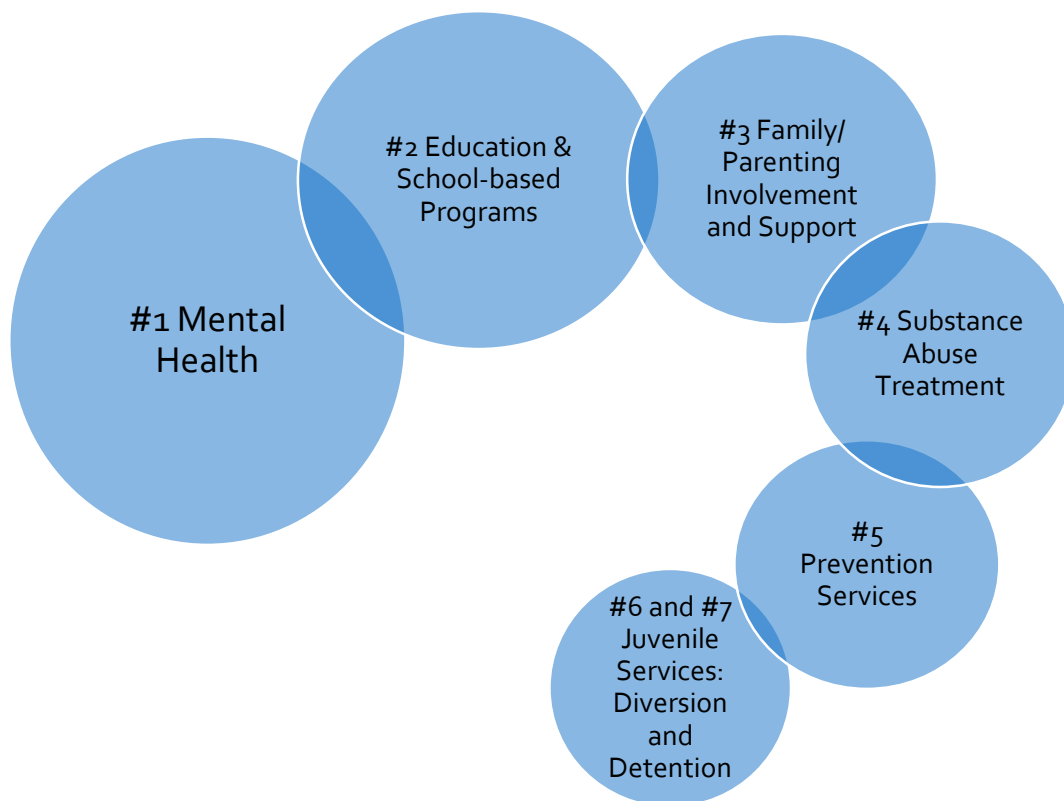 #1 Mental
Health
#2 Education &
School-based
Programs
#3 Family/
Parenting
Involvement
and Support
#4 Substance
Abuse
Treatment
#5
Prevention
Services
#6 and #7
Juvenile
Services:
Diversion
and
Detention